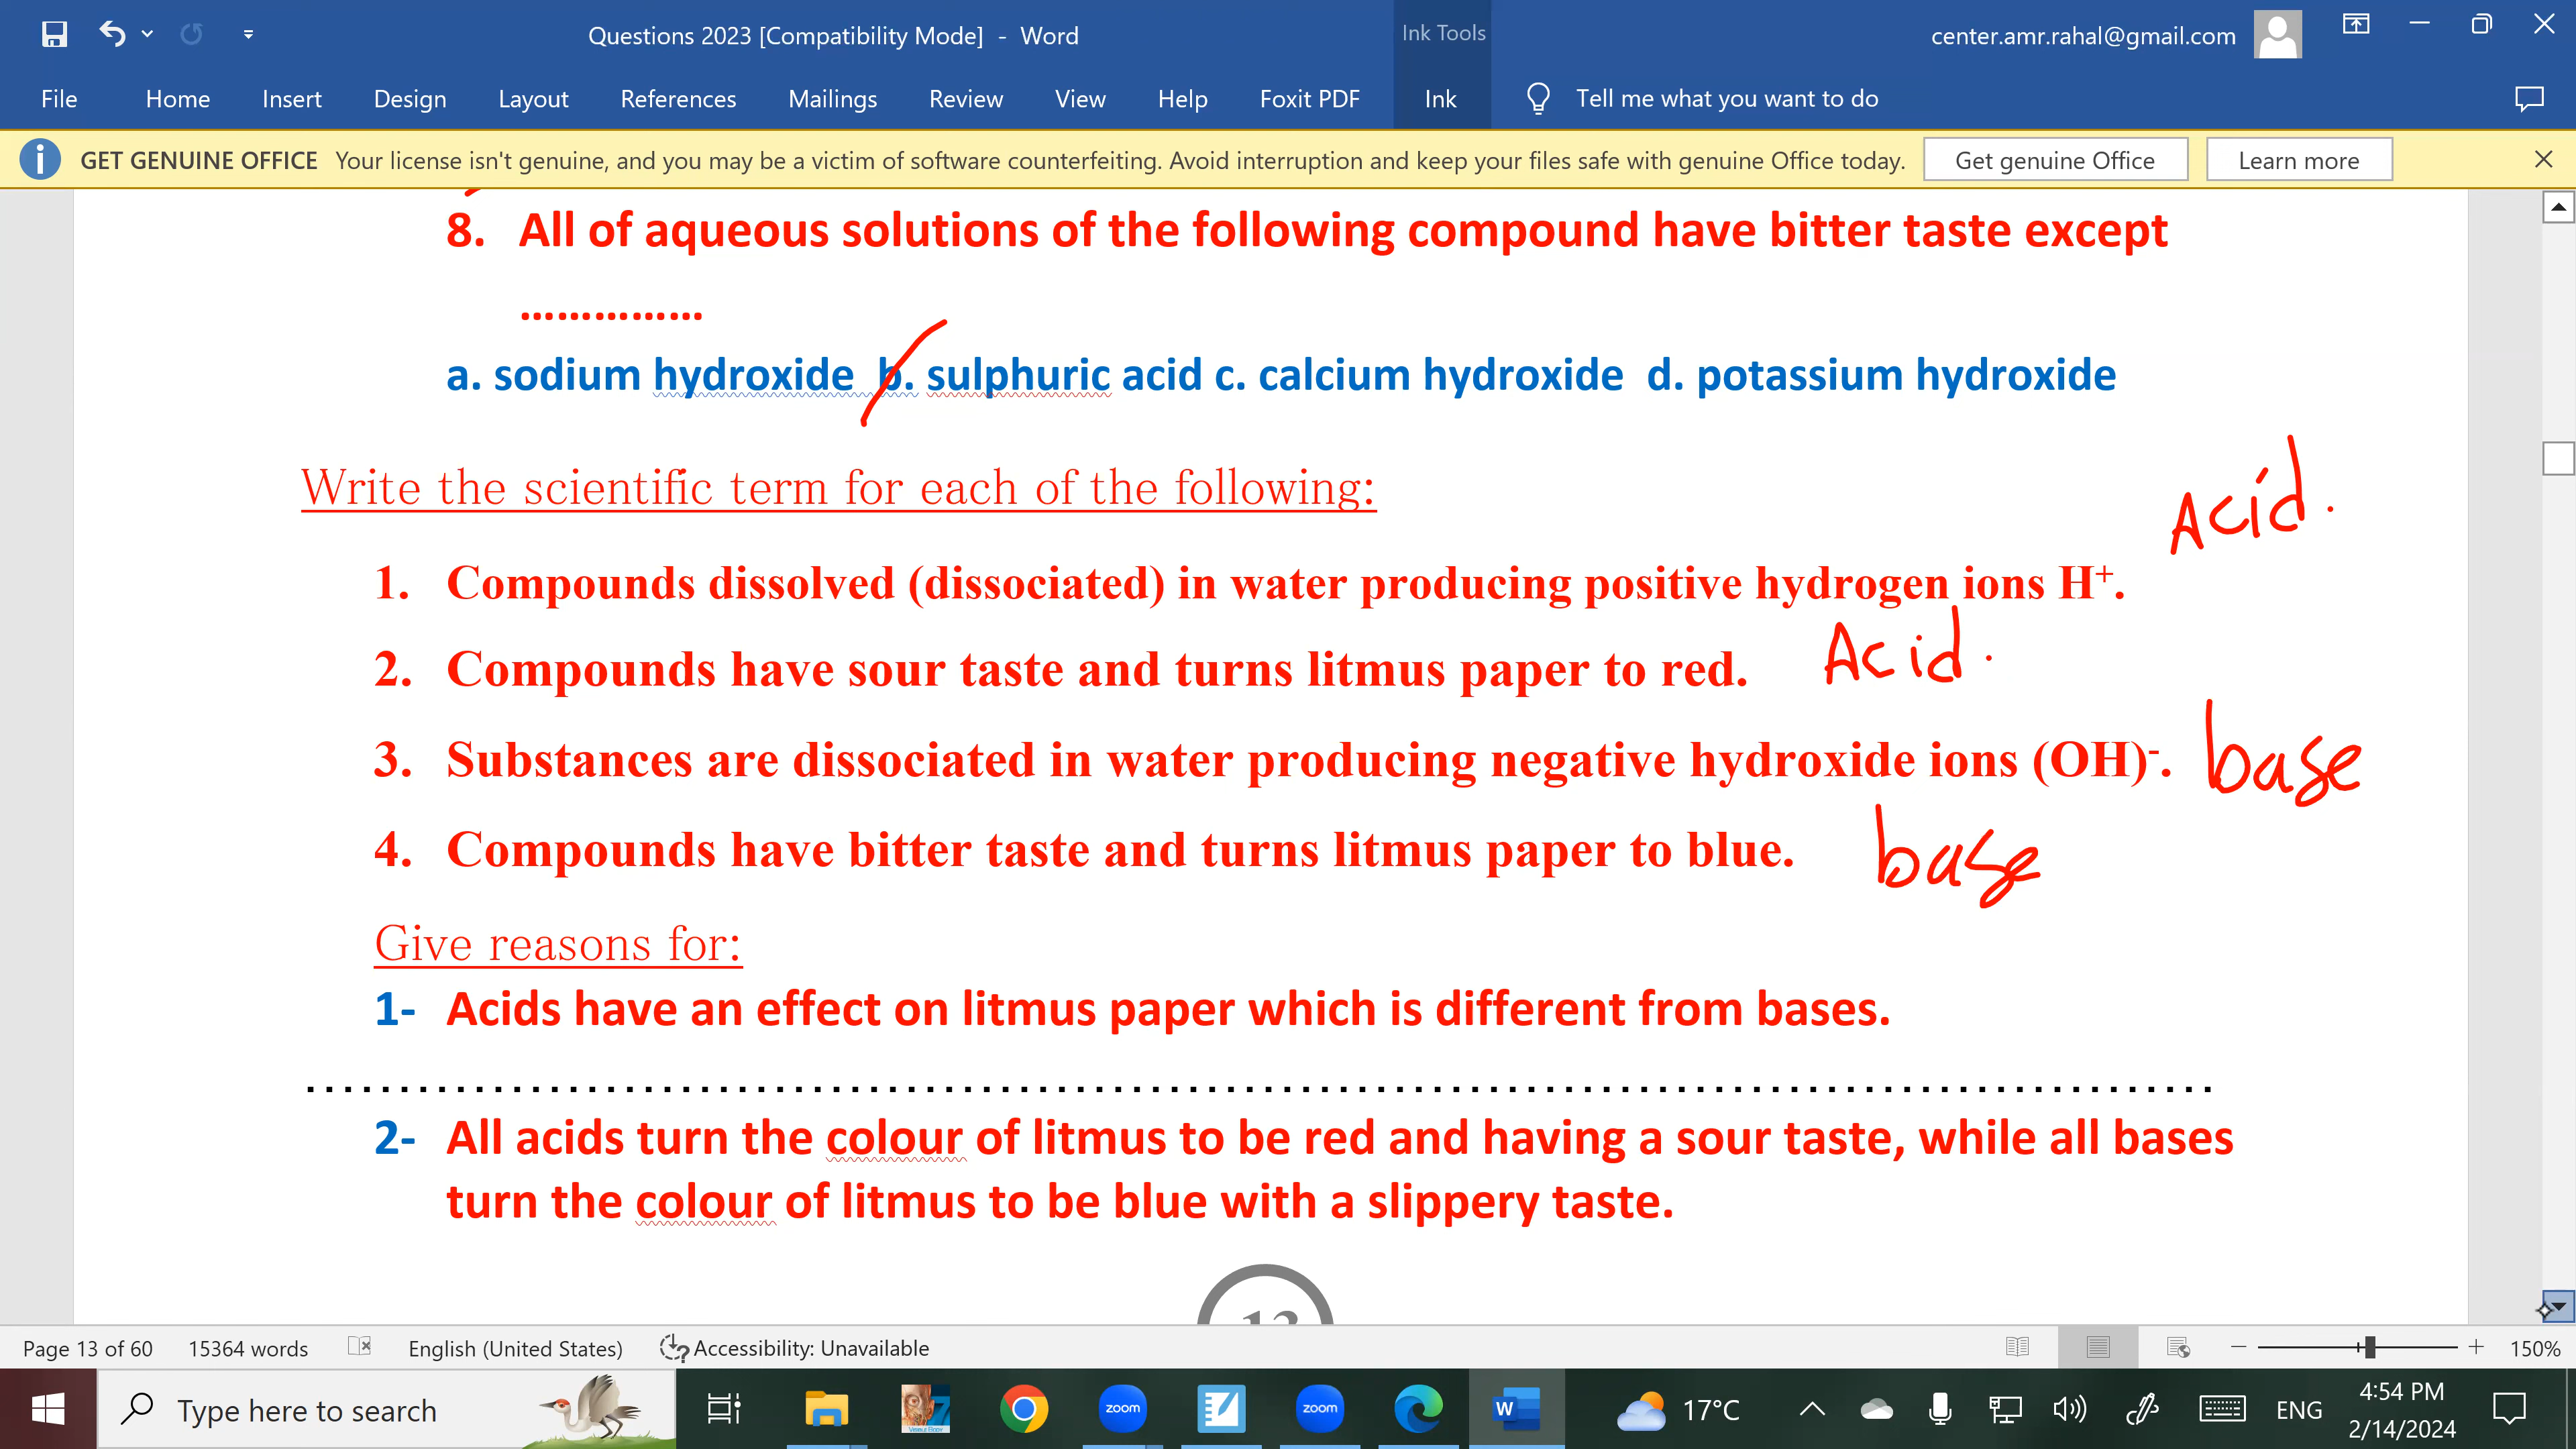 Questions 2023 [Compatibility Mode] - Word
Ink Tools
center.amr.rahal@gmail.com
File Home Insert Design Layout References Mailings Review View Help Foxit PDF Ink Tell me what you want to do
GET GENUINE OFFICE Your license isn't genuine, and you may be a victim of software counterfeiting. Avoid interruption and keep your files safe with genuine Office today. Get genuine Office Learn more
8. All of aqueous solutions of the following compound have bitter taste except
...............
a. sodium hydroxide b. sulphuric acid c. calcium hydroxide d. potassium hydroxide
Write the scientific term for each of the following:
Acid.
1. Compounds dissolved (dissociated) in water producing positive hydrogen ions H⁺.
2. Compounds have sour taste and turns litmus paper to red. Acid.
3. Substances are dissociated in water producing negative hydroxide ions (OH)⁻. base
4. Compounds have bitter taste and turns litmus paper to blue. base
Give reasons for:
1- Acids have an effect on litmus paper which is different from bases.
................................................................................
2- All acids turn the colour of litmus to be red and having a sour taste, while all bases
turn the colour of litmus to be blue with a slippery taste.
13
Page 13 of 60 15364 words English (United States) Accessibility: Unavailable 150%
Type here to search
zoom
zoom
W
17°C
ENG
4:54 PM
2/14/2024